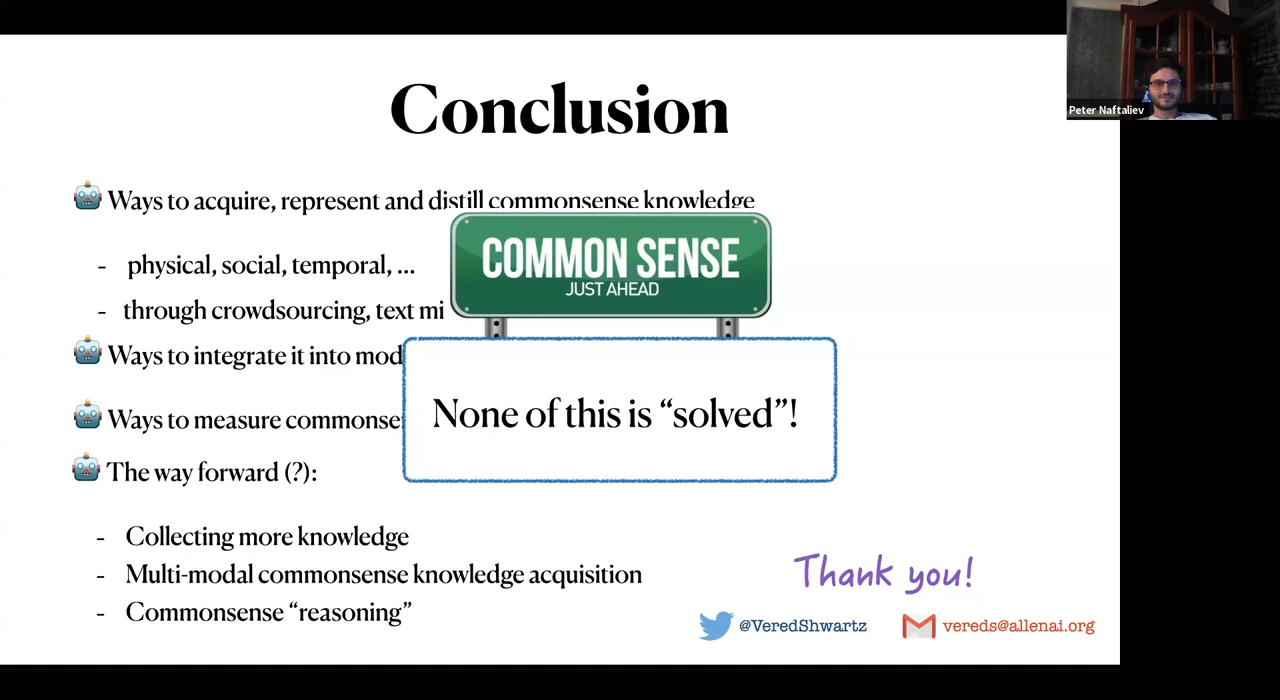 Peter Naftaliev
Conclusion
Ways to acquire, represent and distill commonsense knowledge
- physical, social, temporal, ...
COMMON SENSE
JUST AHEAD
- through crowdsourcing, text mi
Ways to integrate it into mod
Ways to measure commonse
None of this is “solved”!
The way forward (?):
- Collecting more knowledge
- Multi-modal commonsense knowledge acquisition
- Commonsense “reasoning”
Thank you!
@VeredShwartz
vereds@allenai.org